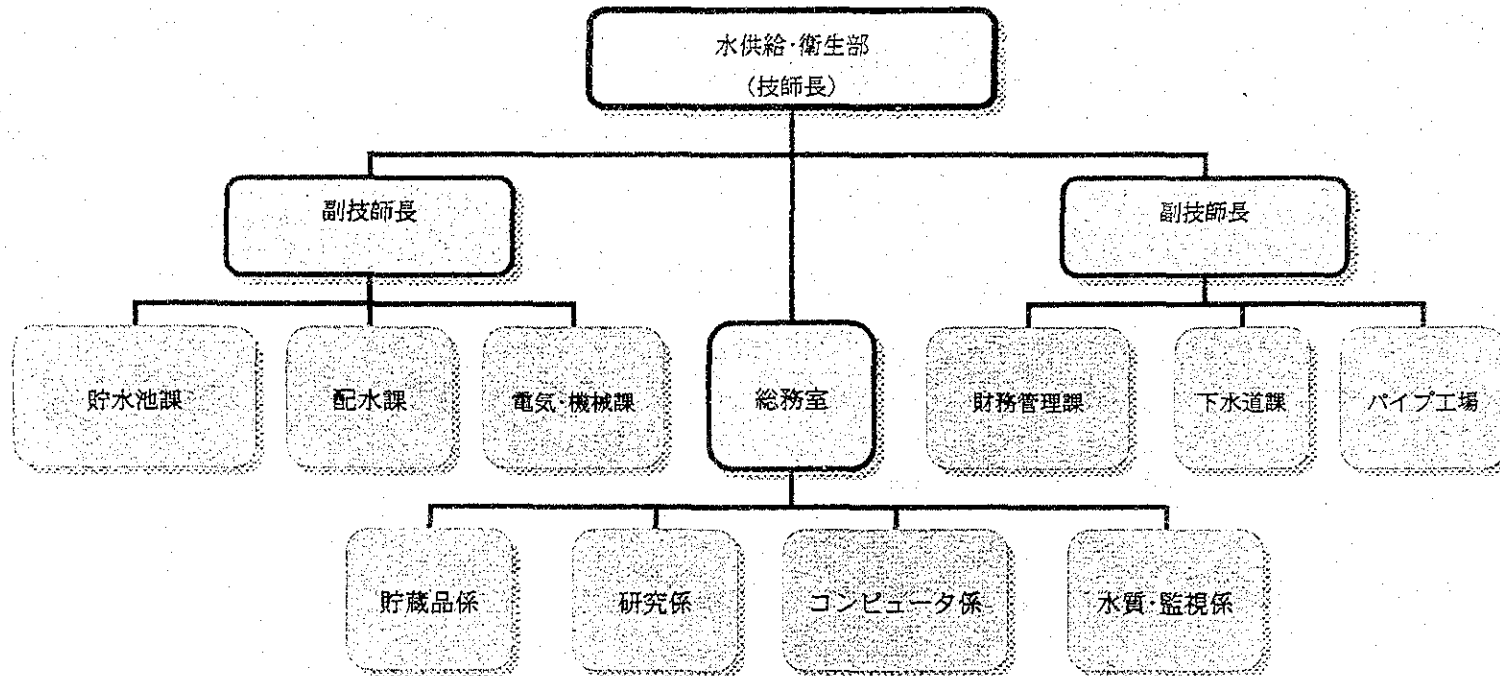 水供給・衛生部
（技師長）
副技師長
副技師長
貯水池課
配水課
電気・機械課
総務室
財務管理課
下水道課
パイプ工場
貯蔵品係
研究係
コンピュータ係
水質・監視係